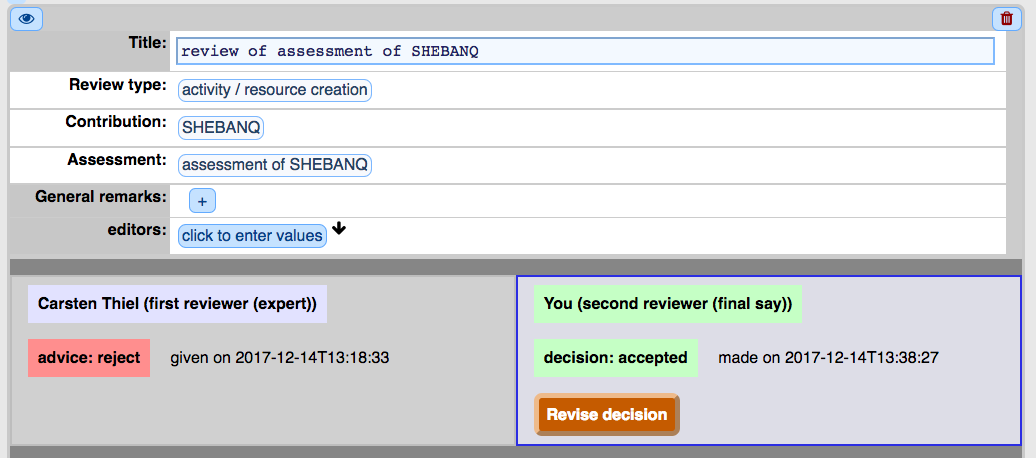 Title: review of assessment of SHEBANQ
Review type: activity / resource creation
Contribution: SHEBANQ
Assessment: assessment of SHEBANQ
General remarks: +
editors: click to enter values
Carsten Thiel (first reviewer (expert))
advice: reject given on 2017-12-14T13:18:33
You (second reviewer (final say))
decision: accepted made on 2017-12-14T13:38:27
Revise decision